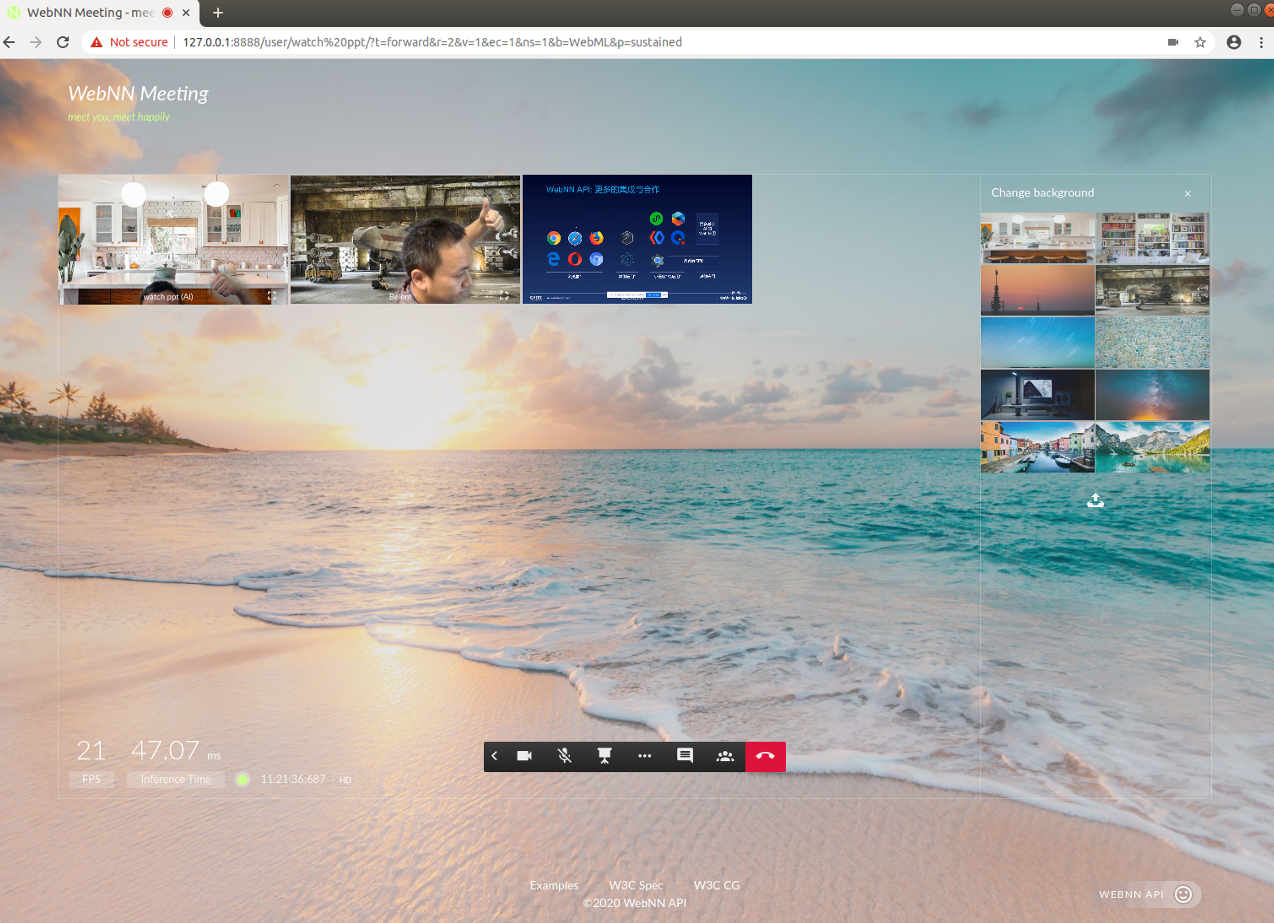 WebNN Meeting - mee
Not secure
127.0.0.1:8888/user/watch%20ppt/?t=forward&r=2&v=1&ec=1&ns=1&b=WebML&p=sustained
WebNN Meeting
meet you, meet happily
watch ppt (AI)
Belem
WebNN API: 更多的集成与合作
Change background
21
47.07 ms
FPS
Inference Time
11:21:36:687
HD
Examples
W3C Spec
W3C CG
©2020 WebNN API
WEBNN API